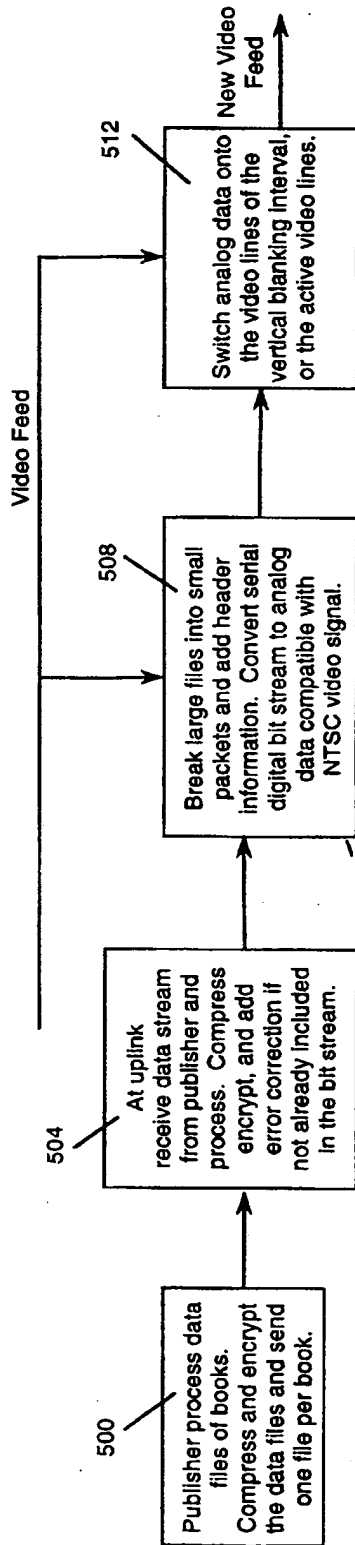 Video Feed
500
Publisher process data
files of books.
Compress and encrypt
the data files and send
one file per book.
504
At uplink
receive data stream
from publisher and
process. Compress
encrypt, and add
error correction if
not already included
In the bit stream.
508
Break large files into small
packets and add header
information. Convert serial
digital bit stream to analog
data compatible with
NTSC video signal.
512
Switch analog data onto
the video lines of the
vertical blanking interval,
or the active video lines.
New Video
Feed